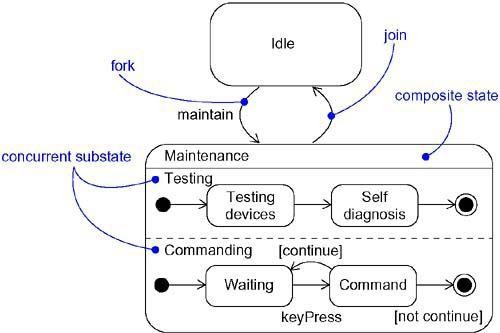 Idle
join
fork
composite state
maintain
concurrent substate
Maintenance
Testing
Testing
devices
Self
diagnosis
Commanding
[continue]
Waiting
Command
keyPress
[not continue]